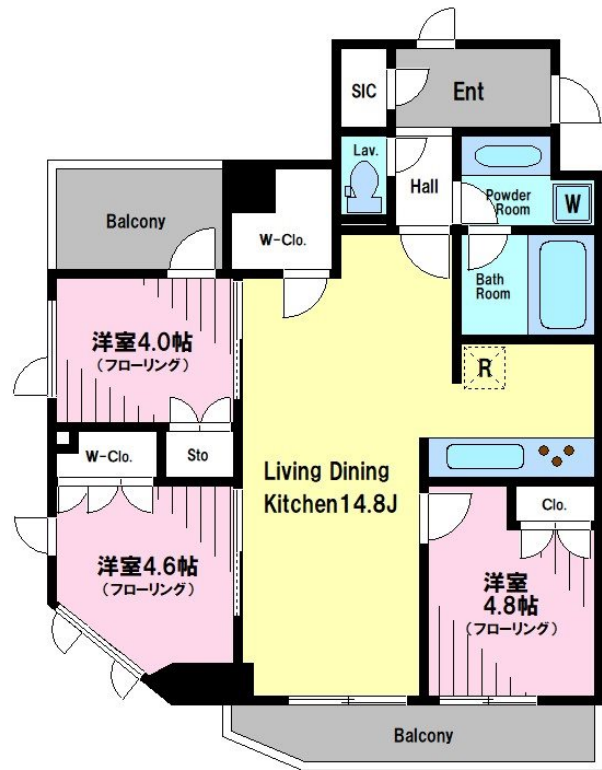 SIC
Ent
Lav.
Hall
Powder
Room
W
Balcony
W-Clo.
Bath
Room
洋室4.0帖
（フローリング）
R
W-Clo.
Sto
Living Dining
Kitchen14.8J
Clo.
洋室4.6帖
（フローリング）
洋室
4.8帖
（フローリング）
Balcony